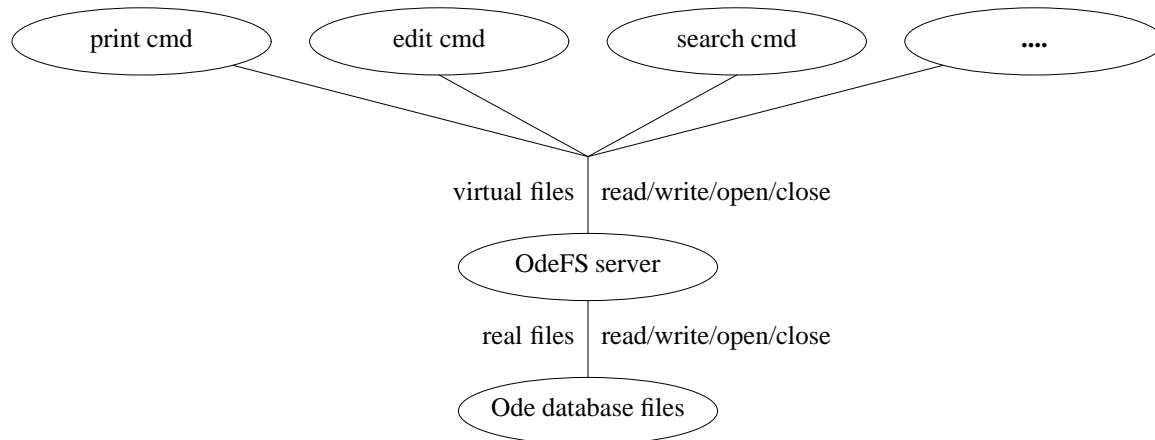 print cmd
edit cmd
search cmd
....
virtual files
read/write/open/close
OdeFS server
real files
read/write/open/close
Ode database files